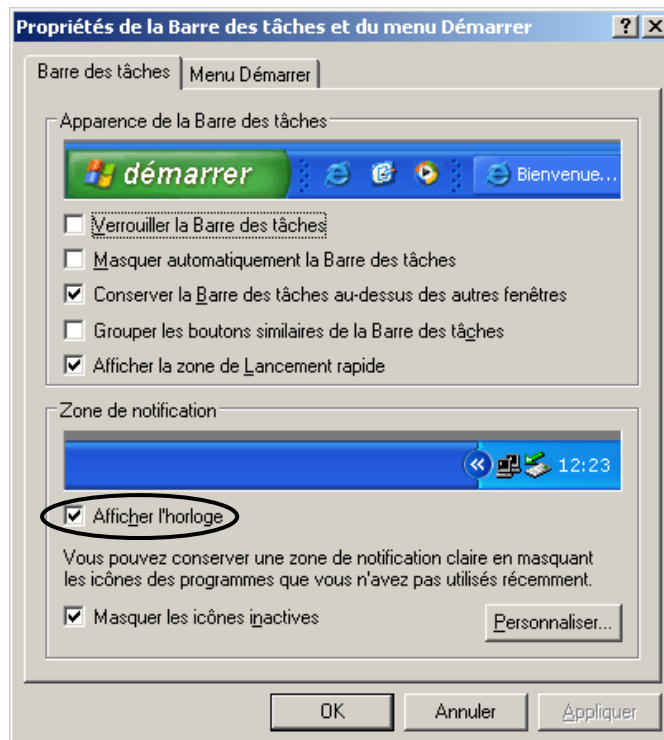 Propriétés de la Barre des tâches et du menu Démarrer
Barre des tâches
Menu Démarrer
Apparence de la Barre des tâches
démarrer
Bienvenue...
Verrouiller la Barre des tâches
Masquer automatiquement la Barre des tâches
Conserver la Barre des tâches au-dessus des autres fenêtres
Grouper les boutons similaires de la Barre des tâches
Afficher la zone de Lancement rapide
Zone de notification
12:23
Afficher l'horloge
Vous pouvez conserver une zone de notification claire en masquant
les icônes des programmes que vous n'avez pas utilisés récemment.
Masquer les icônes inactives
Personnaliser...
OK
Annuler
Appliquer